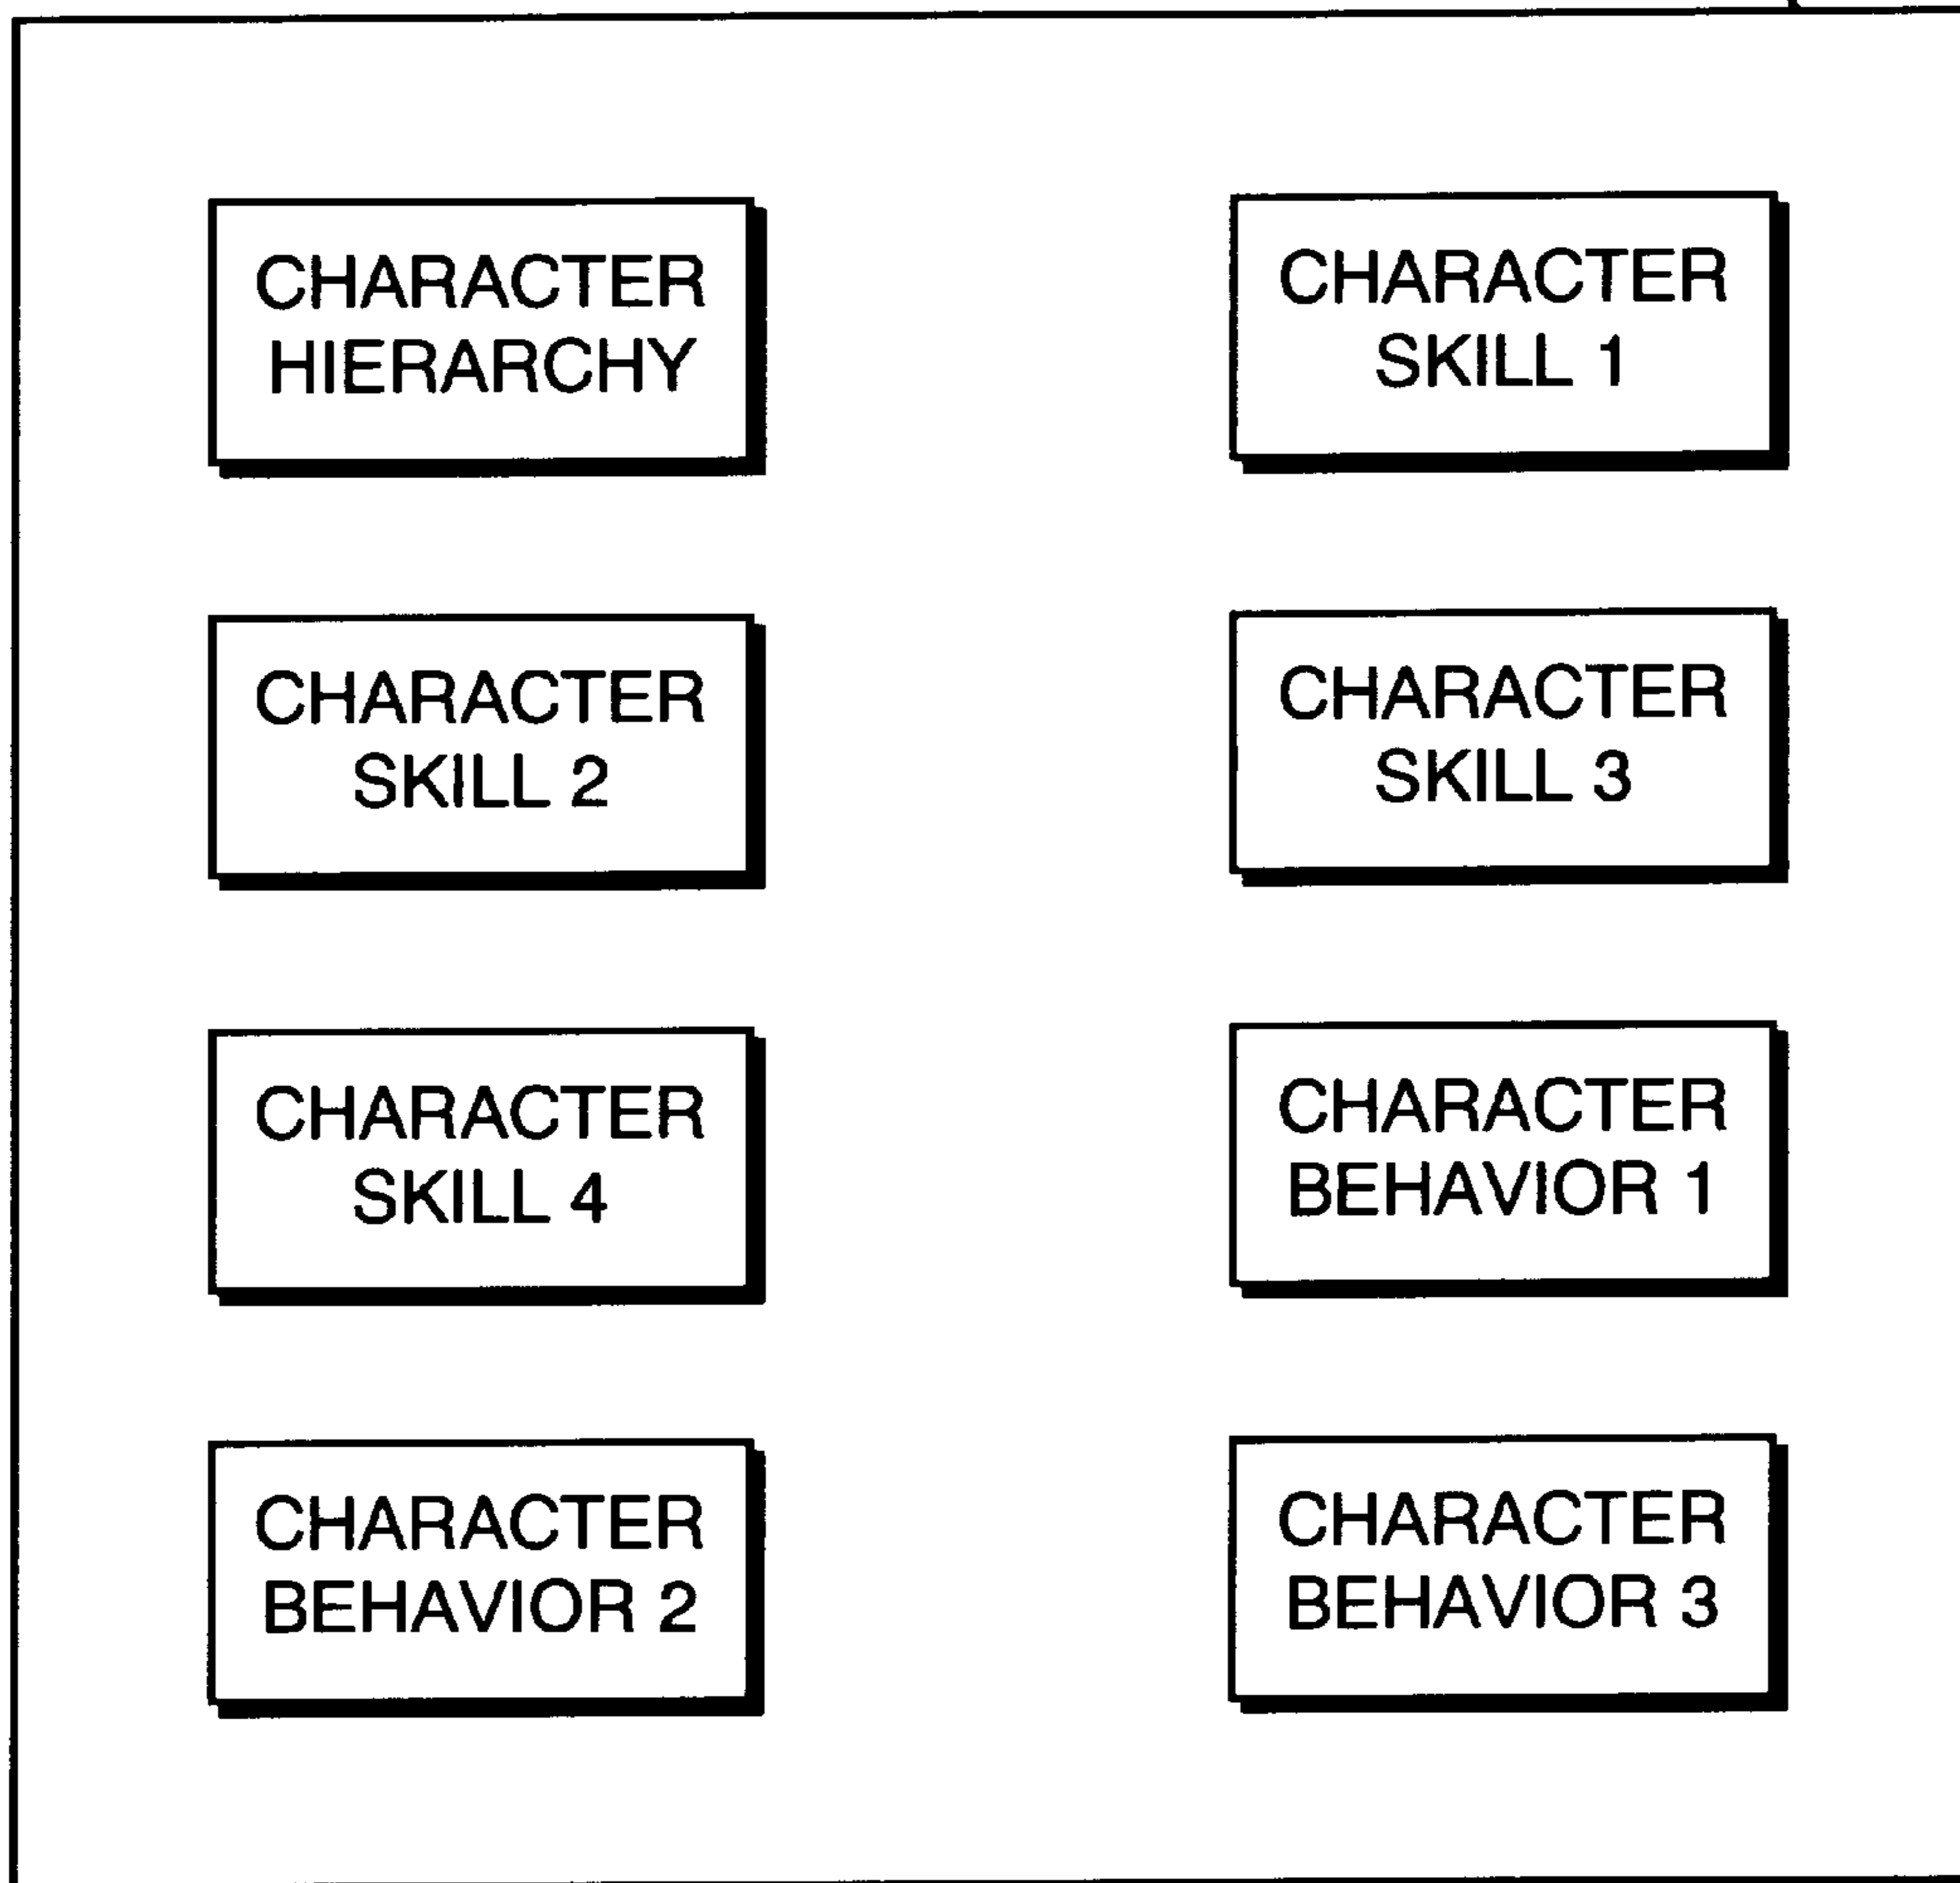 CHARACTER
HIERARCHY
CHARACTER
SKILL 1
CHARACTER
SKILL 2
CHARACTER
SKILL 3
CHARACTER
SKILL 4
CHARACTER
BEHAVIOR 1
CHARACTER
BEHAVIOR 2
CHARACTER
BEHAVIOR 3